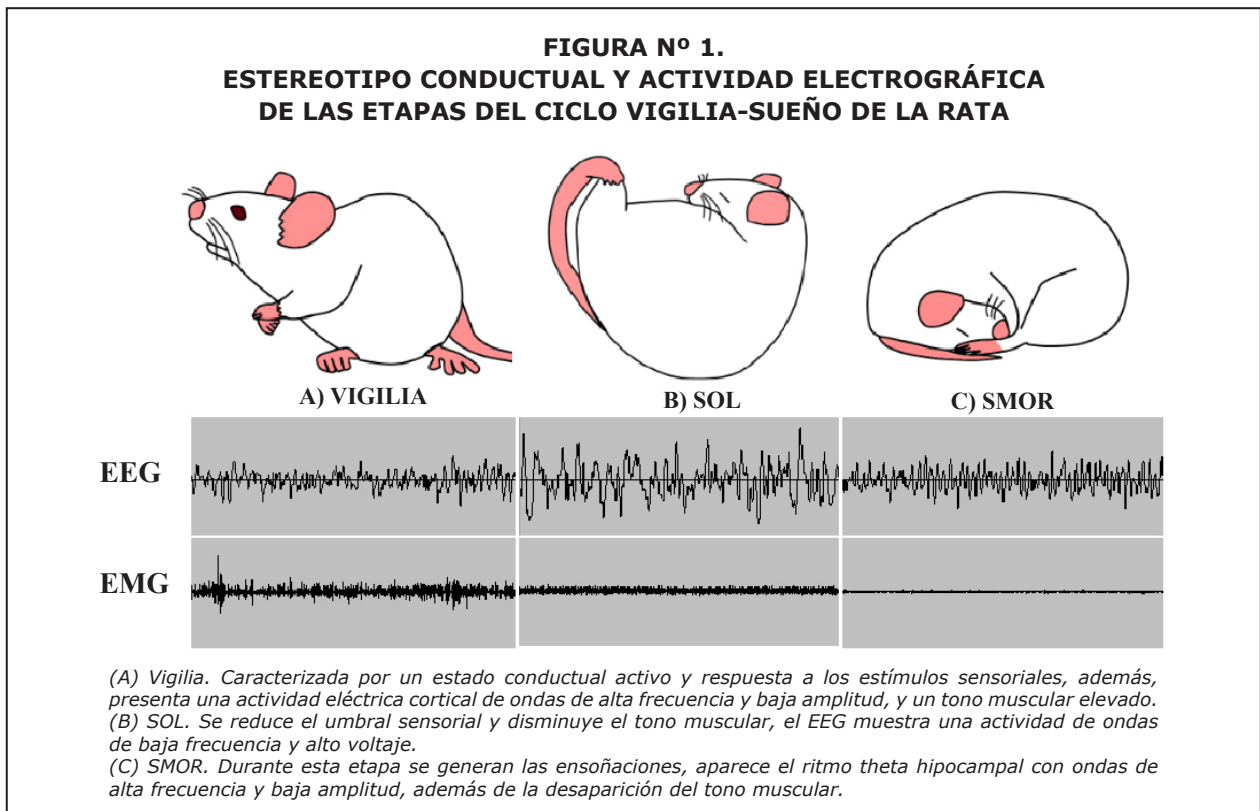 FIGURA Nº 1.
ESTEREOTIPO CONDUCTUAL Y ACTIVIDAD ELECTROGRÁFICA
DE LAS ETAPAS DEL CICLO VIGILIA-SUEÑO DE LA RATA
A) VIGILIA
B) SOL
C) SMOR
EEG
EMG
(A) Vigilia. Caracterizada por un estado conductual activo y respuesta a los estímulos sensoriales, además,
presenta una actividad eléctrica cortical de ondas de alta frecuencia y baja amplitud, y un tono muscular elevado.
(B) SOL. Se reduce el umbral sensorial y disminuye el tono muscular, el EEG muestra una actividad de ondas
de baja frecuencia y alto voltaje.
(C) SMOR. Durante esta etapa se generan las ensoñaciones, aparece el ritmo theta hipocampal con ondas de
alta frecuencia y baja amplitud, además de la desaparición del tono muscular.